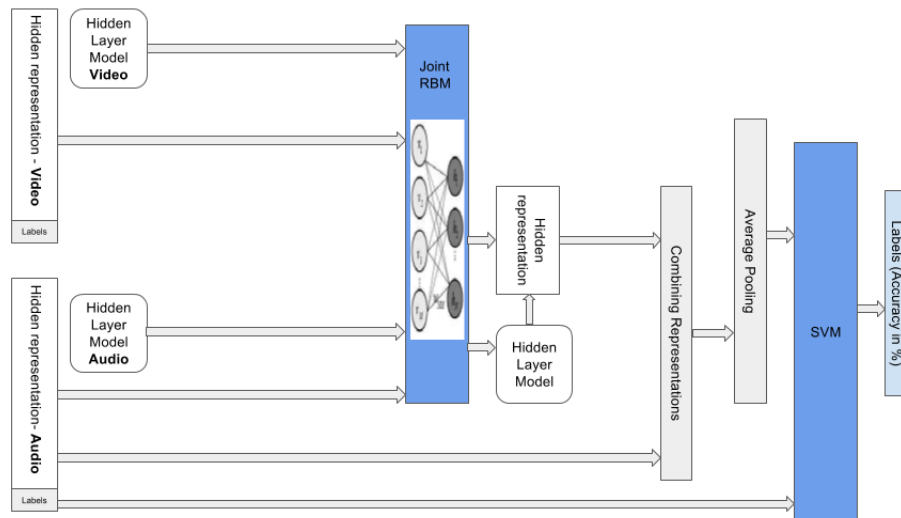 Hidden representation - Video
Labels
Hidden
Layer
Model
Video
Hidden representation- Audio
Labels
Hidden
Layer
Model
Audio
Joint
RBM
Hidden
representation
Hidden
Layer
Model
Combining Representations
Average Pooling
SVM
Labels (Accuracy in %)